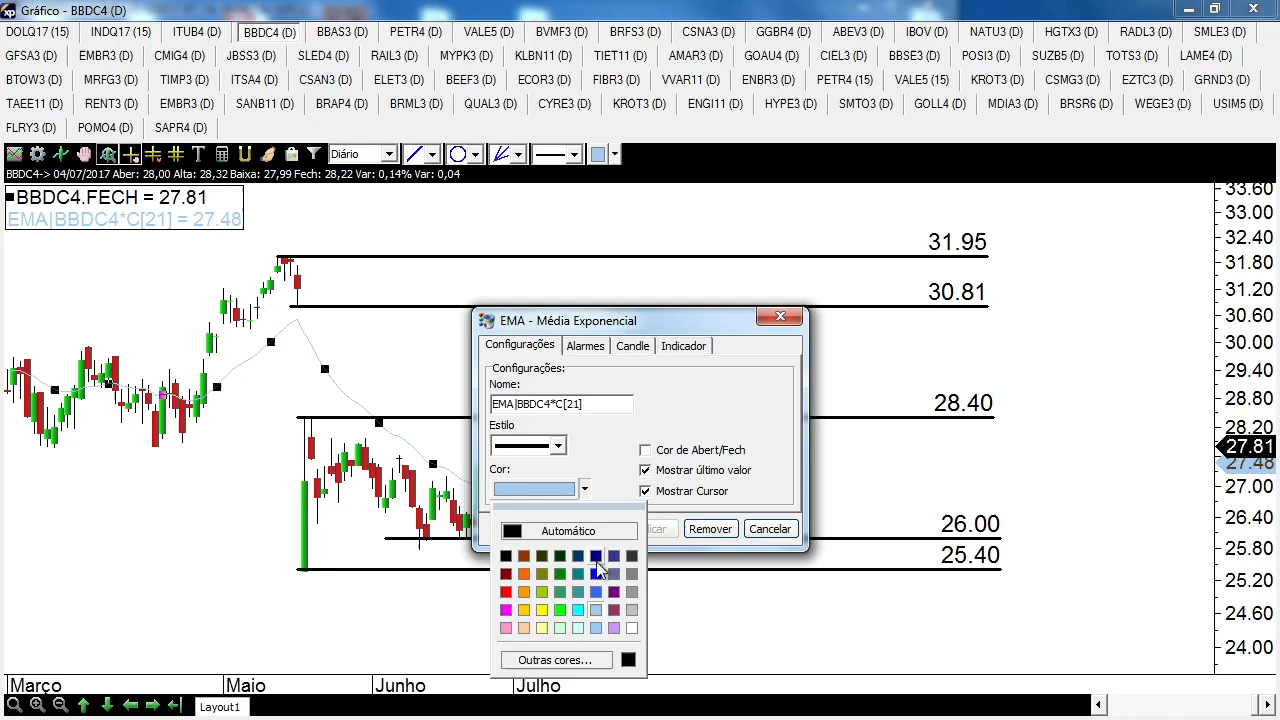 xp Gráfico - BBDC4 (D)
DOLQ17 (15) INDQ17 (15) ITUB4 (D) BBDC4 (D) BBAS3 (D) PETR4 (D) VALE5 (D) BVMF3 (D) BRFS3 (D) CSNA3 (D) GGBR4 (D) ABEV3 (D) IBOV (D) NATU3 (D) HGTX3 (D) RADL3 (D) SMLE3 (D)
GFSA3 (D) EMBR3 (D) CMIG4 (D) JBSS3 (D) SLED4 (D) RAIL3 (D) MYPK3 (D) KLBN11 (D) TIET11 (D) AMAR3 (D) GOAU4 (D) CIEL3 (D) BBSE3 (D) POSI3 (D) SUZB5 (D) TOTS3 (D) LAME4 (D)
BTOW3 (D) MRFG3 (D) TIMP3 (D) ITSA4 (D) CSAN3 (D) ELET3 (D) BEEF3 (D) ECOR3 (D) FIBR3 (D) VVAR11 (D) ENBR3 (D) PETR4 (15) VALE5 (15) KROT3 (D) CSMG3 (D) EZTC3 (D) GRND3 (D)
TAEE11 (D) RENT3 (D) EMBR3 (D) SANB11 (D) BRAP4 (D) BRML3 (D) QUAL3 (D) CYRE3 (D) KROT3 (D) ENGI11 (D) HYPE3 (D) SMTO3 (D) GOLL4 (D) MDIA3 (D) BRSR6 (D) WEGE3 (D) USIM5 (D)
FLRY3 (D) POMO4 (D) SAPR4 (D)
Diário
BBDC4-> 04/07/2017 Aber: 28,00 Alta: 28,32 Baixa: 27,99 Fech: 28,22 Var: 0,14% Var: 0,04
BBDC4.FECH = 27.81
EMA|BBDC4*C[21] = 27.48
31.95
30.81
28.40
26.00
25.40
33.60
33.00
32.40
31.80
31.20
30.60
30.00
29.40
28.80
28.20
27.81
27.48
27.00
26.40
25.80
25.20
24.60
24.00
EMA - Média Exponencial
Configurações Alarmes Candle Indicador
Configurações:
Nome:
EMA|BBDC4*C[21]
Estilo
Cor de Abert/Fech
Mostrar último valor
Cor:
Mostrar Cursor
Remover Cancelar
Automático
Outras cores...
Março Maio Junho Julho
Layout1